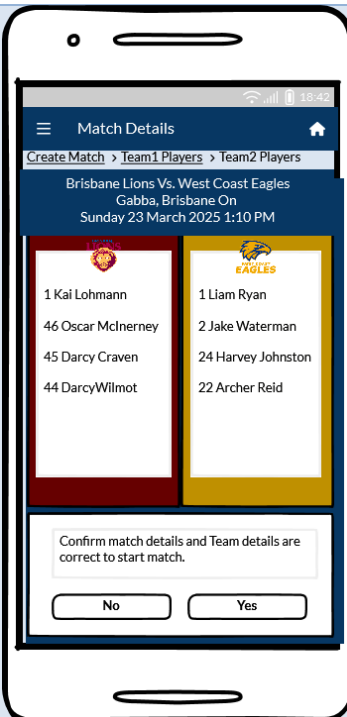 18:42
Match Details
Create Match > Team1 Players > Team2 Players
Brisbane Lions Vs. West Coast Eagles
Gabba, Brisbane On
Sunday 23 March 2025 1:10 PM
LIONS
WEST COAST
EAGLES
1 Kai Lohmann
46 Oscar McInerney
45 Darcy Craven
44 DarcyWilmot
1 Liam Ryan
2 Jake Waterman
24 Harvey Johnston
22 Archer Reid
Confirm match details and Team details are
correct to start match.
No
Yes